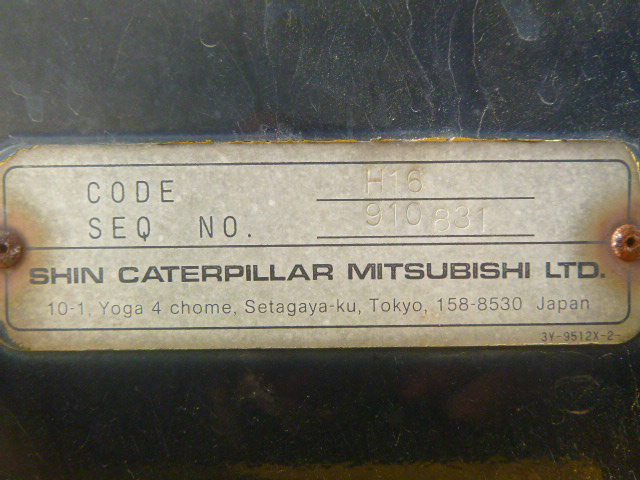 CODE H16
SEQ NO. 910831
SHIN CATERPILLAR MITSUBISHI LTD.
10-1, Yoga 4 chome, Setagaya-ku, Tokyo, 158-8530 Japan
3Y-9512X-2